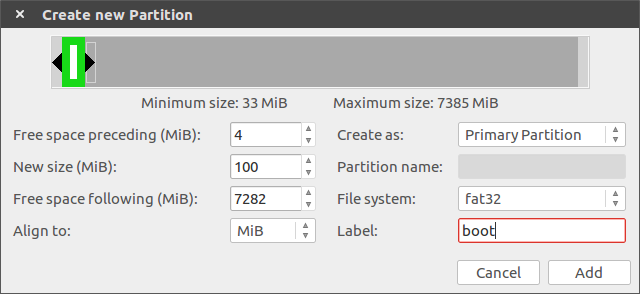 Create new Partition
Minimum size: 33 MiB Maximum size: 7385 MiB
Free space preceding (MiB): 4 Create as: Primary Partition
New size (MiB): 100 Partition name:
Free space following (MiB): 7282 File system: fat32
Align to: MiB Label: boot
Cancel Add